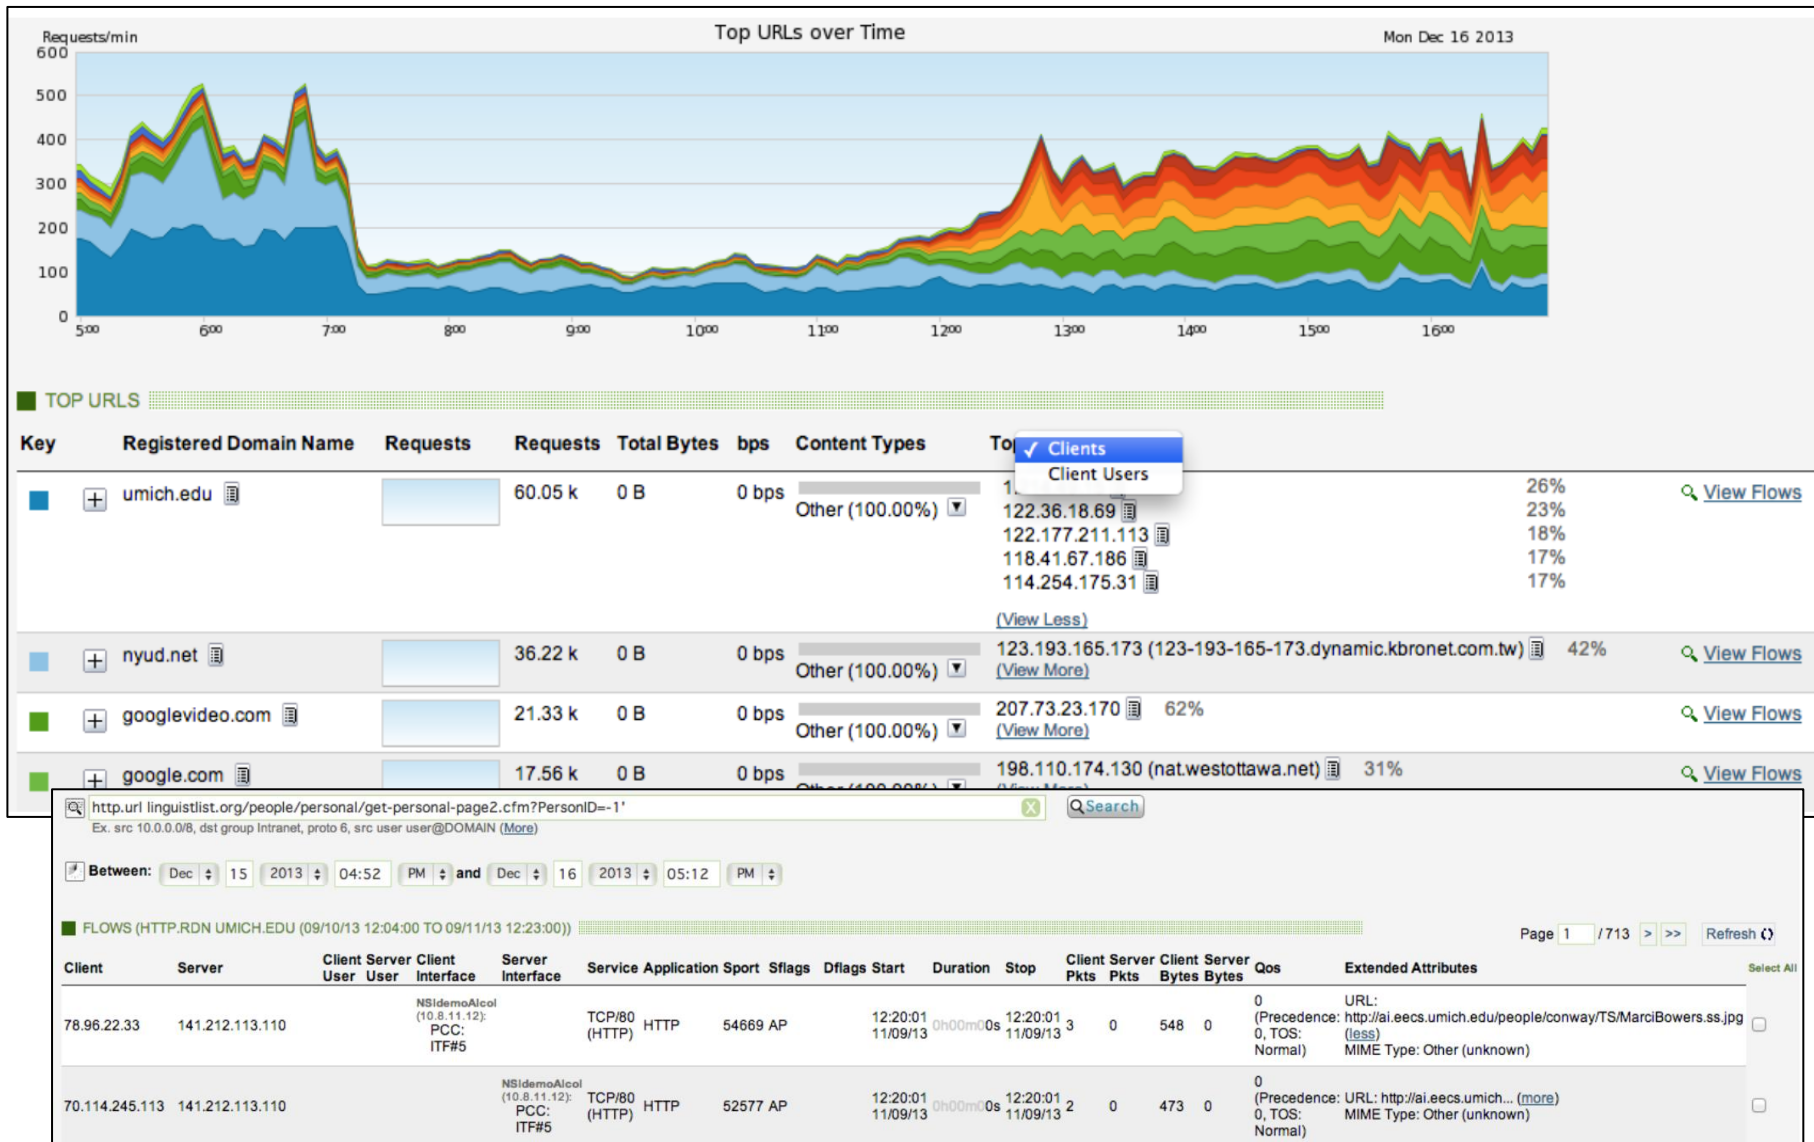 Requests/min
Top URLs over Time
Mon Dec 16 2013
600
500
400
300
200
100
0
5:00 6:00 7:00 8:00 9:00 10:00 11:00 12:00 13:00 14:00 15:00 16:00
TOP URLS
Key Registered Domain Name Requests Requests Total Bytes bps Content Types Top
✓ Clients
Client Users
umich.edu 60.05 k 0 B 0 bps Other (100.00%) 26% View Flows
122.36.18.69 23%
122.177.211.113 18%
118.41.67.186 17%
114.254.175.31 17%
(View Less)
nyud.net 36.22 k 0 B 0 bps Other (100.00%) 123.193.165.173 (123-193-165-173.dynamic.kbronet.com.tw) 42% View Flows
(View More)
googlevideo.com 21.33 k 0 B 0 bps Other (100.00%) 207.73.23.170 62% View Flows
(View More)
google.com 17.56 k 0 B 0 bps 198.110.174.130 (nat.westottawa.net) 31% View Flows
http.url linguistlist.org/people/personal/get-personal-page2.cfm?PersonID=-1' X Search
Ex. src 10.0.0.0/8, dst group Intranet, proto 6, src user user@DOMAIN (More)
Between: Dec 15 2013 04:52 PM and Dec 16 2013 05:12 PM
FLOWS (HTTP.RDN UMICH.EDU (09/10/13 12:04:00 TO 09/11/13 12:23:00))
Page 1 / 713 > >> Refresh
Client Server Client User Server User Client Interface Server Interface Service Application Sport Sflags Dflags Start Duration Stop Client Pkts Server Pkts Client Bytes Server Bytes Qos Extended Attributes Select All
78.96.22.33 141.212.113.110 NSIdemoAlcol (10.8.11.12): PCC: ITF#5 TCP/80 (HTTP) HTTP 54669 AP 12:20:01 11/09/13 0h00m00s 12:20:01 11/09/13 3 0 548 0 0 (Precedence: 0, TOS: Normal) URL: http://ai.eecs.umich.edu/people/conway/TS/MarciBowers.ss.jpg (less) MIME Type: Other (unknown)
70.114.245.113 141.212.113.110 NSIdemoAlcol (10.8.11.12): PCC: ITF#5 TCP/80 (HTTP) HTTP 52577 AP 12:20:01 11/09/13 0h00m00s 12:20:01 11/09/13 2 0 473 0 0 (Precedence: 0, TOS: Normal) URL: http://ai.eecs.umich... (more) MIME Type: Other (unknown)